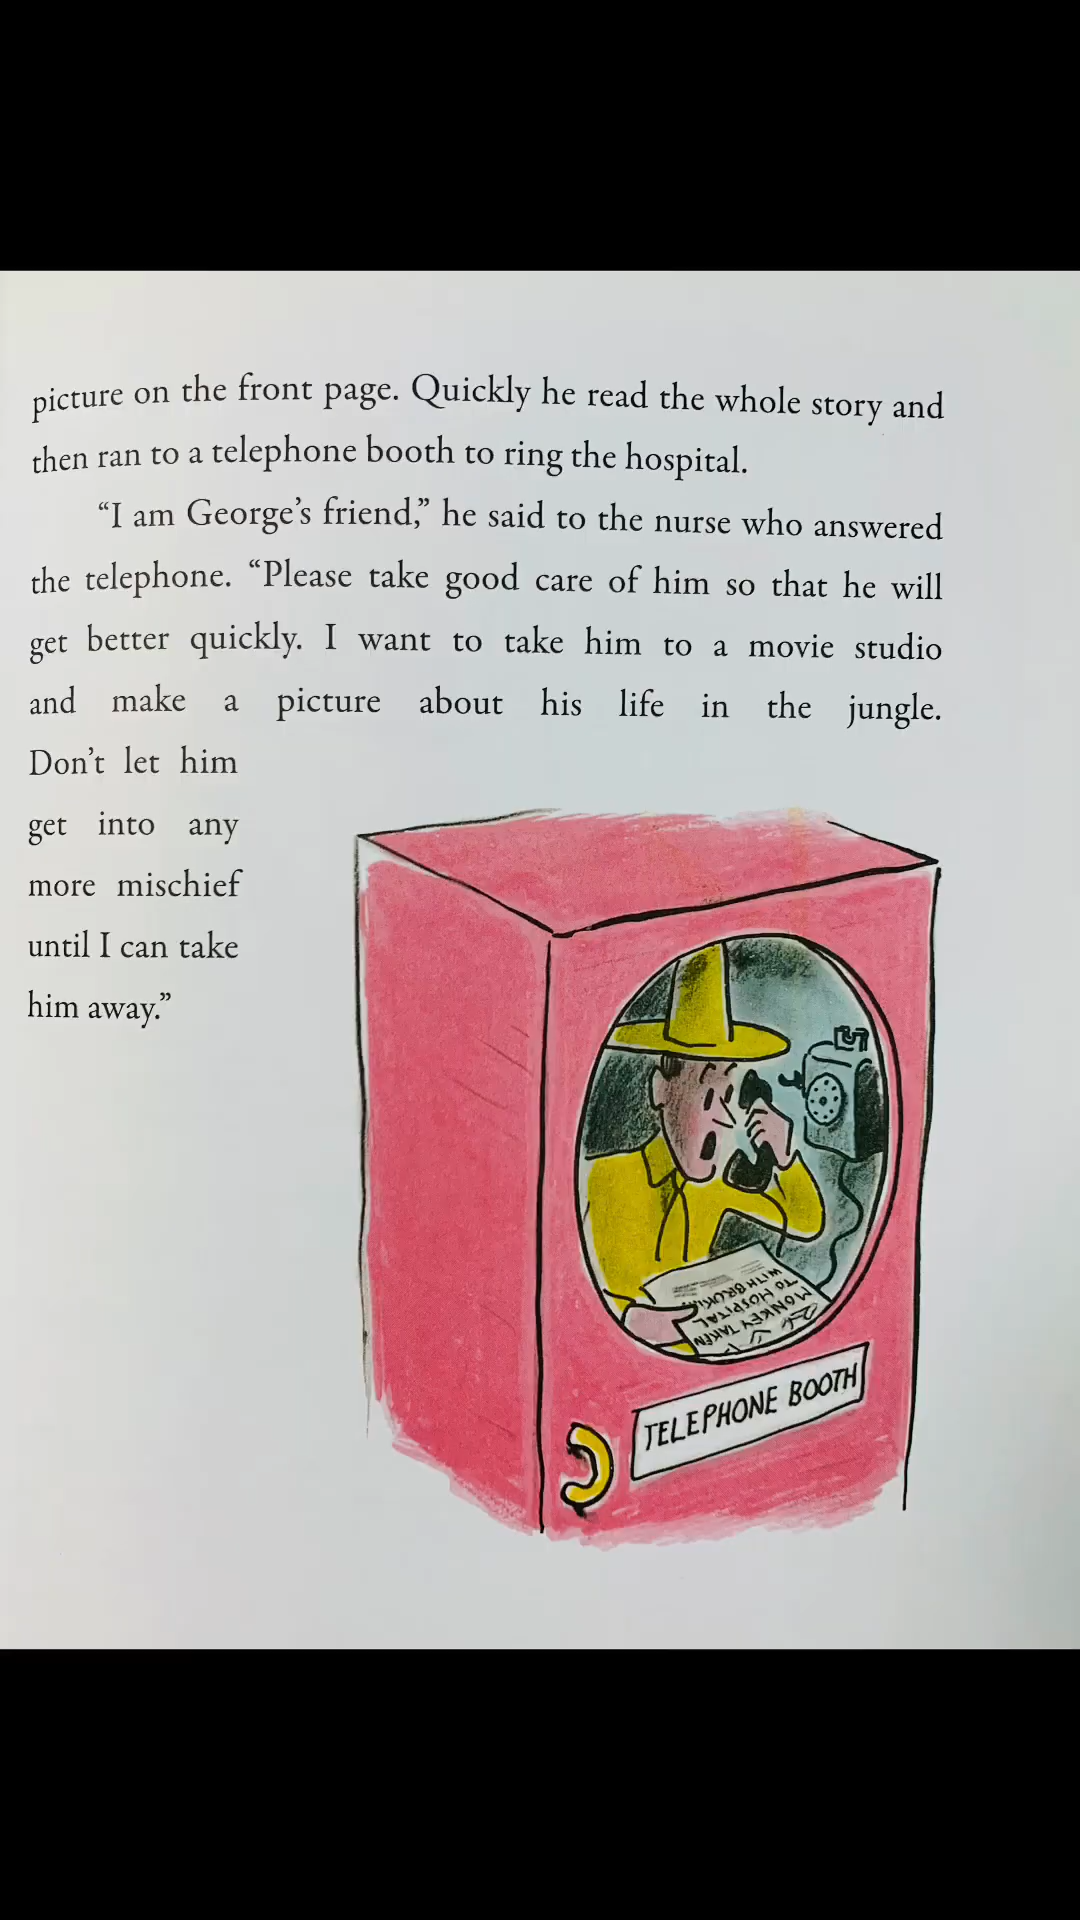 picture on the front page. Quickly he read the whole story and
then ran to a telephone booth to ring the hospital.
“I am George’s friend,” he said to the nurse who answered
the telephone. “Please take good care of him so that he will
get better quickly. I want to take him to a movie studio
and make a picture about his life in the jungle.
Don’t let him
get into any
more mischief
until I can take
him away.”
MONKEY TAKEN
TO HOSPITAL
WITH
TELEPHONE BOOTH